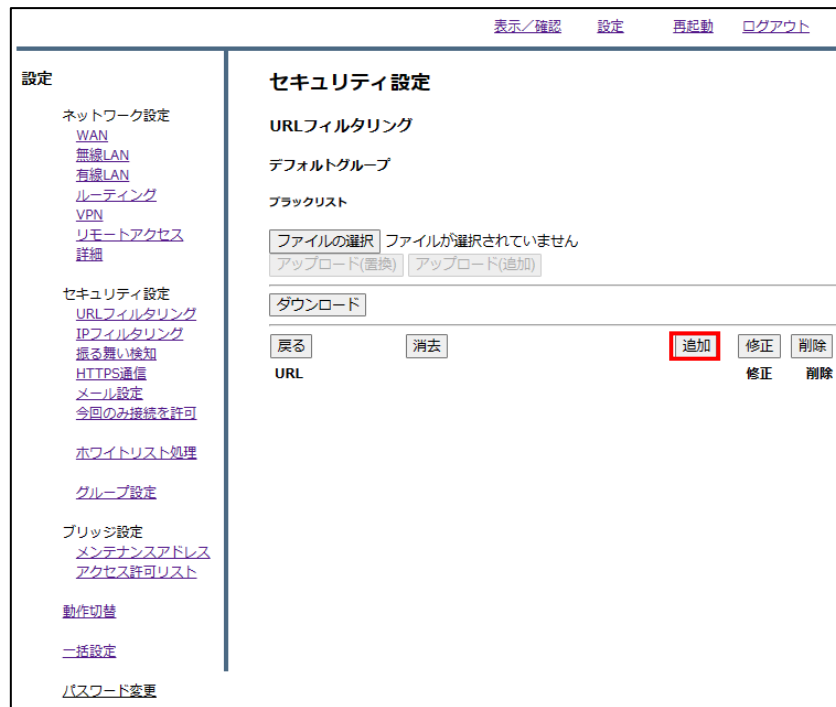 表示／確認 設定 再起動 ログアウト
設定
ネットワーク設定
WAN
無線LAN
有線LAN
ルーティング
VPN
リモートアクセス
詳細
セキュリティ設定
URLフィルタリング
IPフィルタリング
振る舞い検知
HTTPS通信
メール設定
今回のみ接続を許可
ホワイトリスト処理
グループ設定
ブリッジ設定
メンテナンスアドレス
アクセス許可リスト
動作切替
一括設定
パスワード変更
セキュリティ設定
URLフィルタリング
デフォルトグループ
ブラックリスト
ファイルの選択 ファイルが選択されていません
アップロード(置換) アップロード(追加)
ダウンロード
戻る 消去 追加 修正 削除
URL 修正 削除